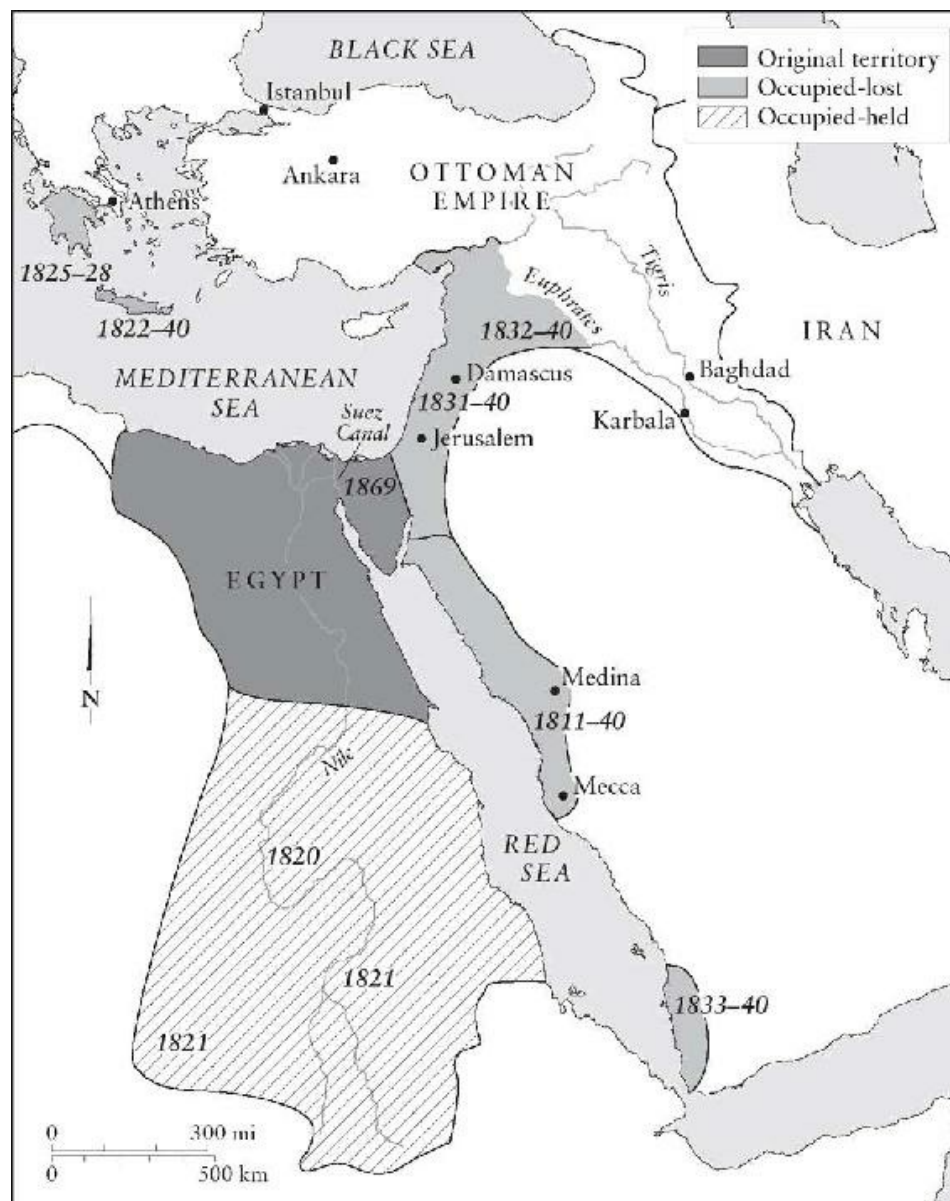 BLACK SEA
Original territory
Occupied-lost
Occupied-held
Istanbul
Ankara
OTTOMAN
EMPIRE
Athens
1825–28
1822–40
Tigris
Euphrates
1832–40
IRAN
MEDITERRANEAN
SEA
Damascus
1831–40
Baghdad
Karbala
Suez
Canal
Jerusalem
1869
EGYPT
N
Medina
1811–40
Nile
Mecca
RED
SEA
1820
1821
1833–40
1821
0 300 mi
0 500 km